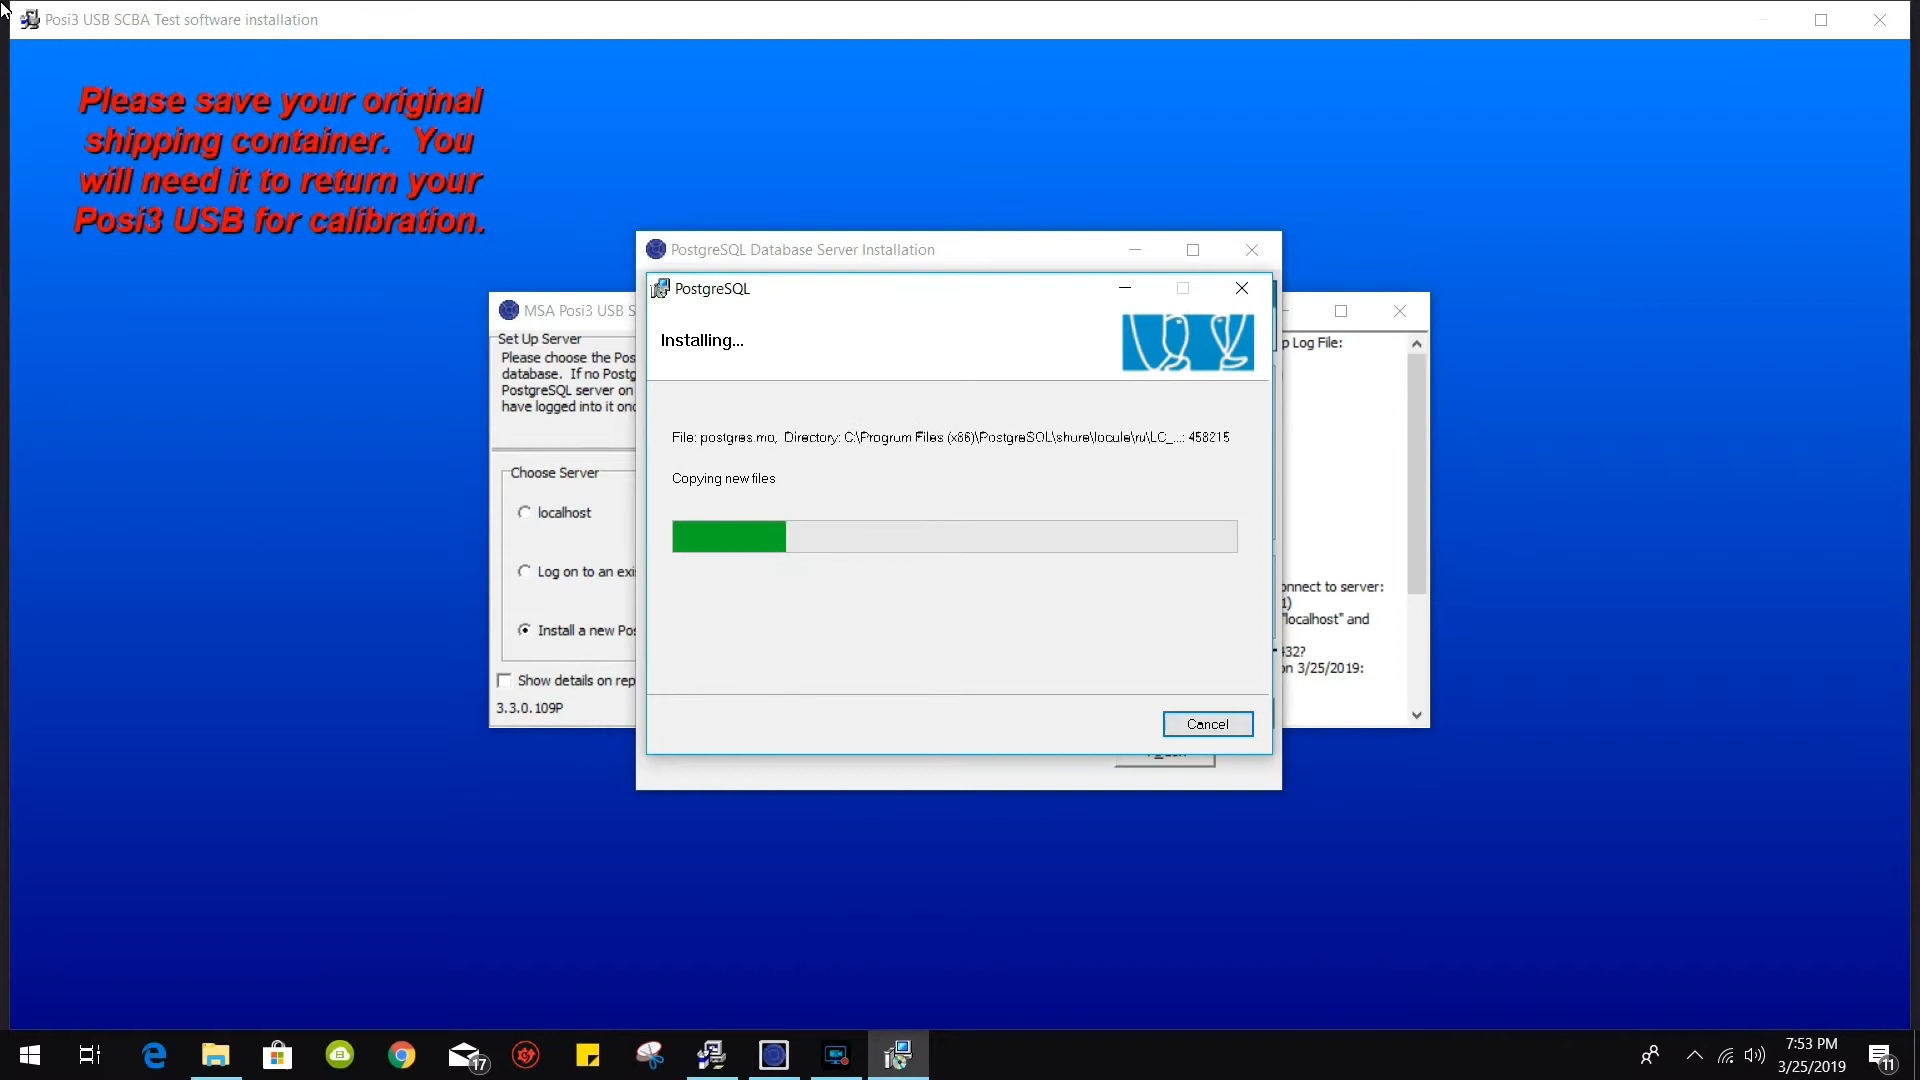 Posi3 USB SCBA Test software installation
Please save your original
shipping container. You
will need it to return your
Posi3 USB for calibration.
PostgreSQL Database Server Installation
PostgreSQL
Installing...
File: postgres.mo, Directory: C:\Program Files (x86)\PostgreSQL\share\locale\ru\LC_...: 458215
Copying new files
Cancel
MSA Posi3 USB S
Set Up Server
Please choose the Pos
database. If no Postg
PostgreSQL server on
have logged into it onc
Choose Server
localhost
Log on to an exi
Install a new Pos
Show details on rep
3.3.0.109P
p Log File:
onnect to server:
1)
"localhost" and
432?
on 3/25/2019:
17
7:53 PM
3/25/2019
11